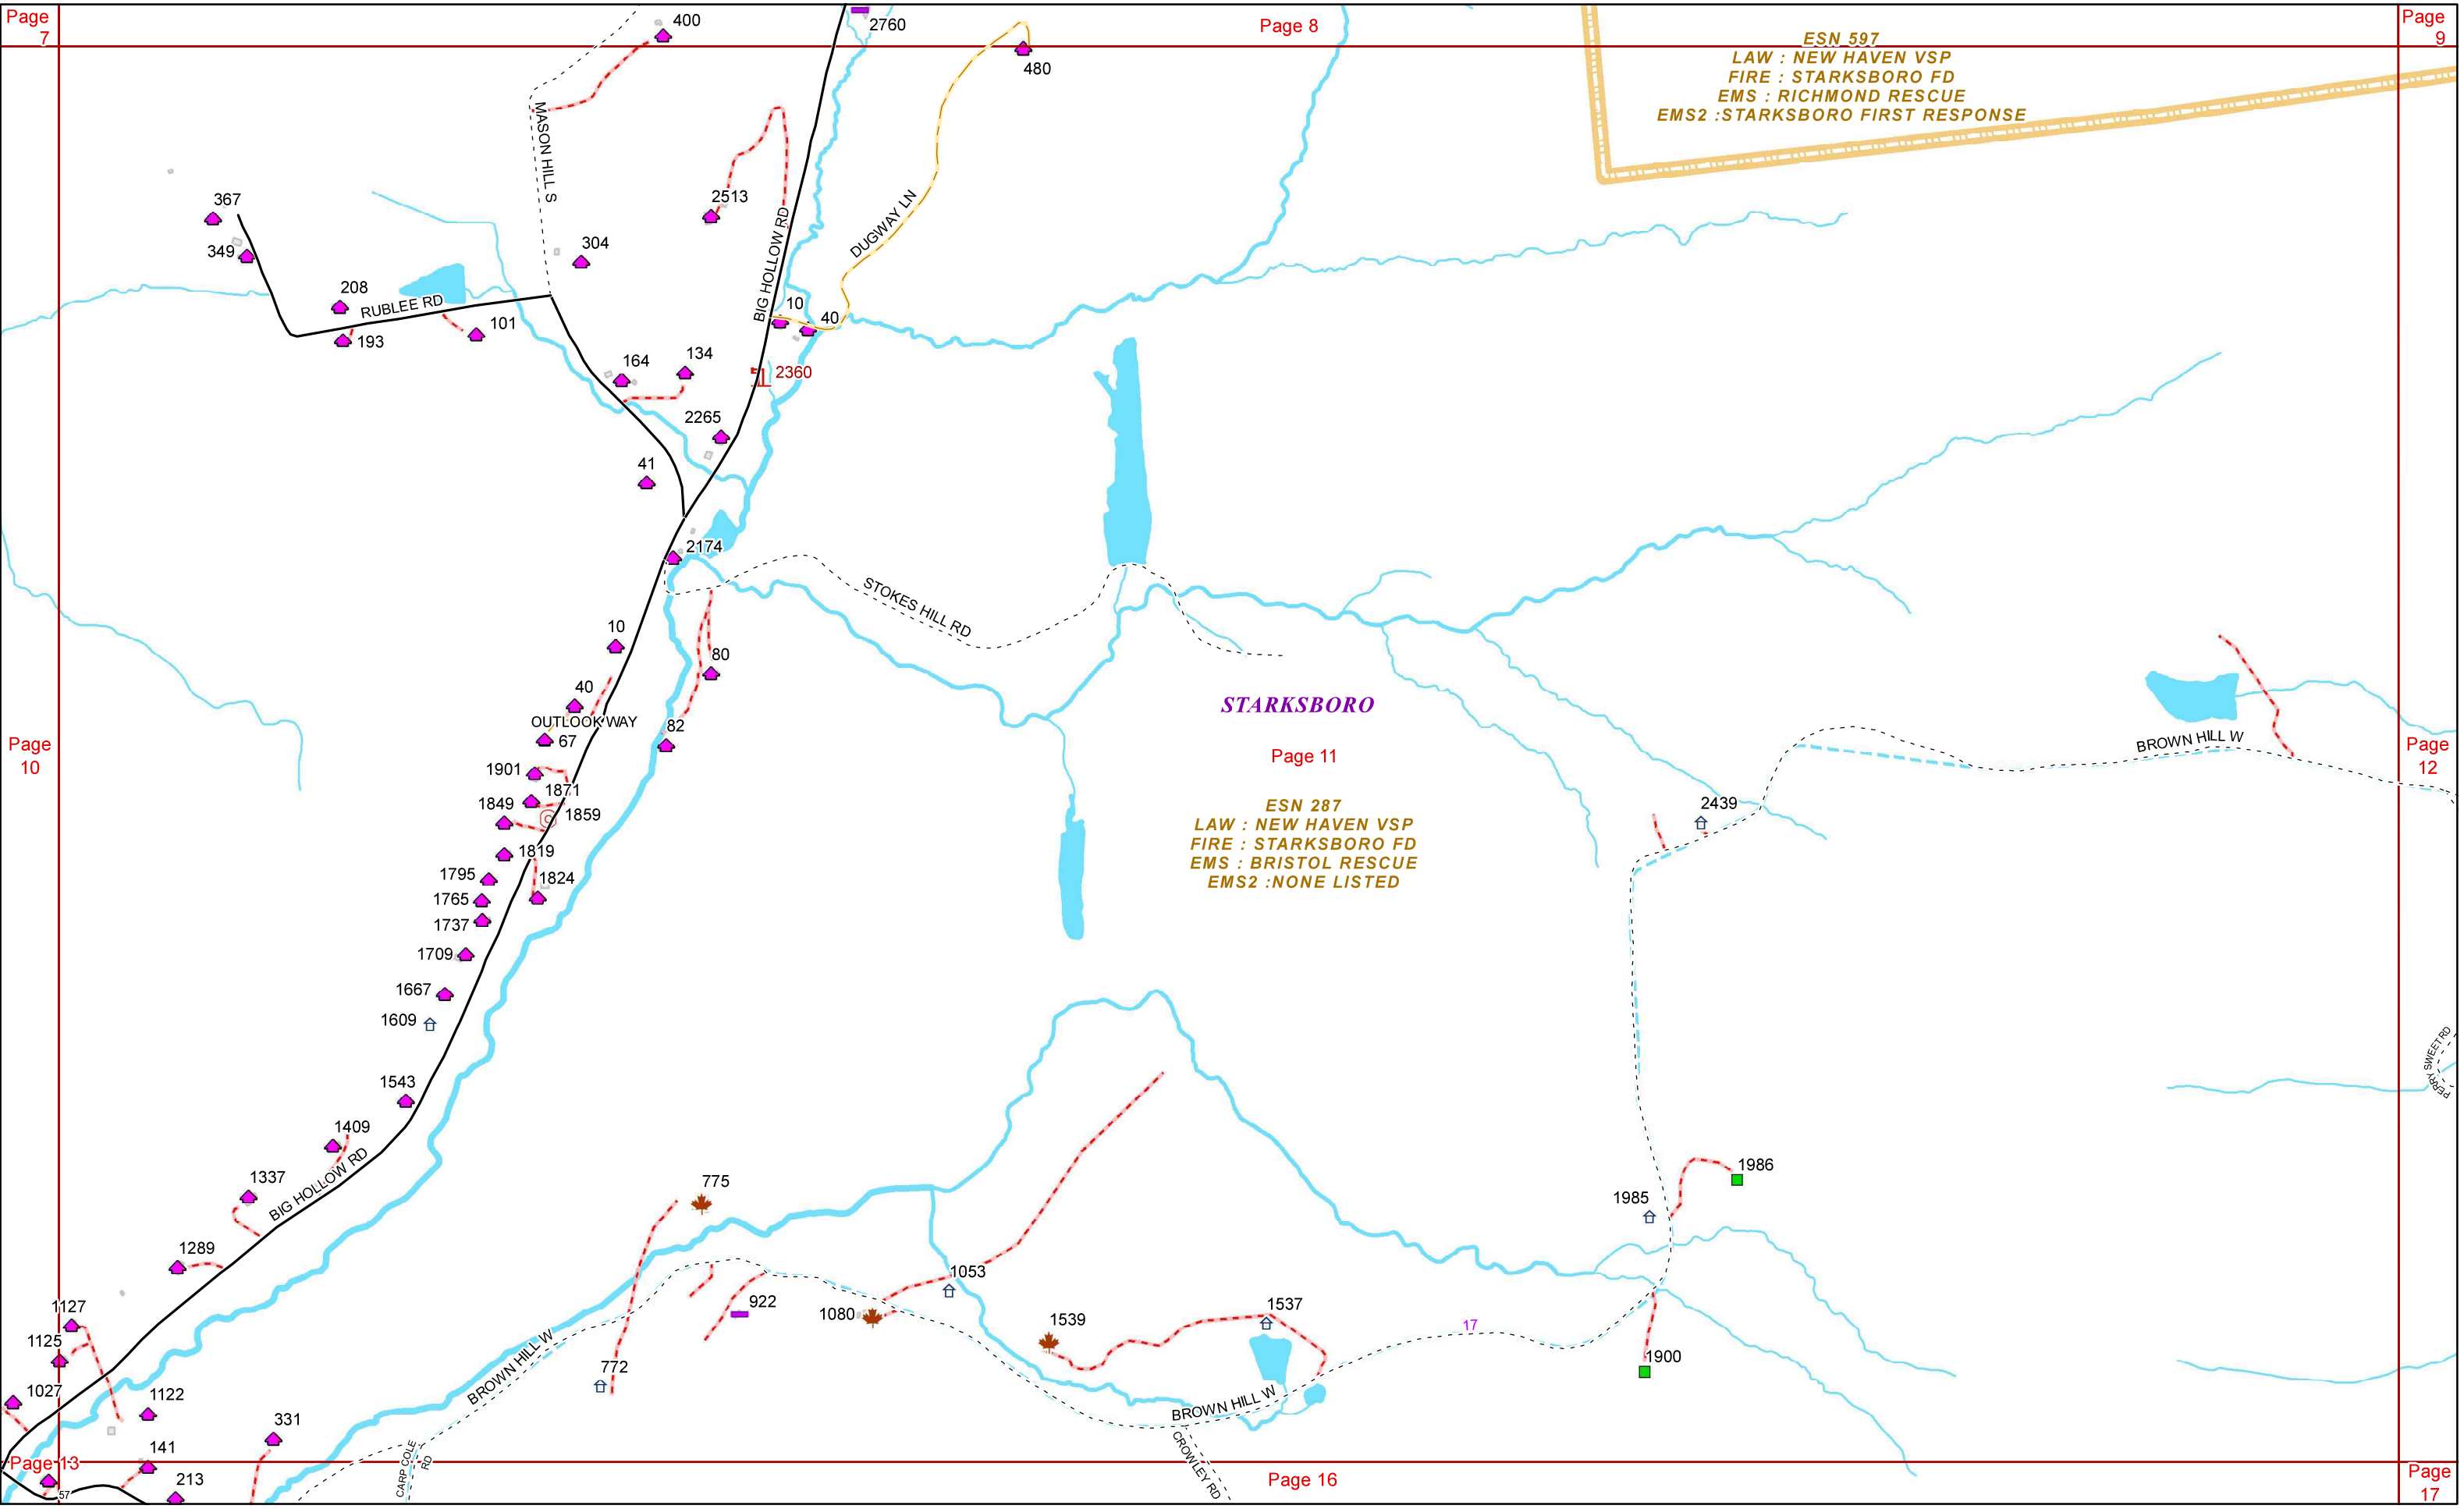 Page
7
400
2760
Page 8
Page
9
480
ESN 597
LAW : NEW HAVEN VSP
FIRE : STARKSBORO FD
EMS : RICHMOND RESCUE
EMS2 :STARKSBORO FIRST RESPONSE
MASON HILL S
367
2513
BIG HOLLOW RD
DUGWAY LN
349
304
208
RUBLEE RD
101
193
10
40
164
134
2360
2265
41
2174
STOKES HILL RD
10
80
40
OUTLOOK WAY
67
82
STARKSBORO
Page
10
Page 11
BROWN HILL W
Page
12
1901
1871
1849
1859
2439
ESN 287
LAW : NEW HAVEN VSP
FIRE : STARKSBORO FD
EMS : BRISTOL RESCUE
EMS2 :NONE LISTED
1819
1795
1824
1765
1737
1709
1667
1609
PERRY SWEET RD
1543
1409
1337
BIG HOLLOW RD
775
1986
1985
1289
1053
922
1080
1127
1125
1539
1537
17
BROWN HILL W
772
1900
1027
1122
BROWN HILL W
331
141
CARP COLE
RD
CROWLEY RD
Page 13
213
57
Page 16
Page
17